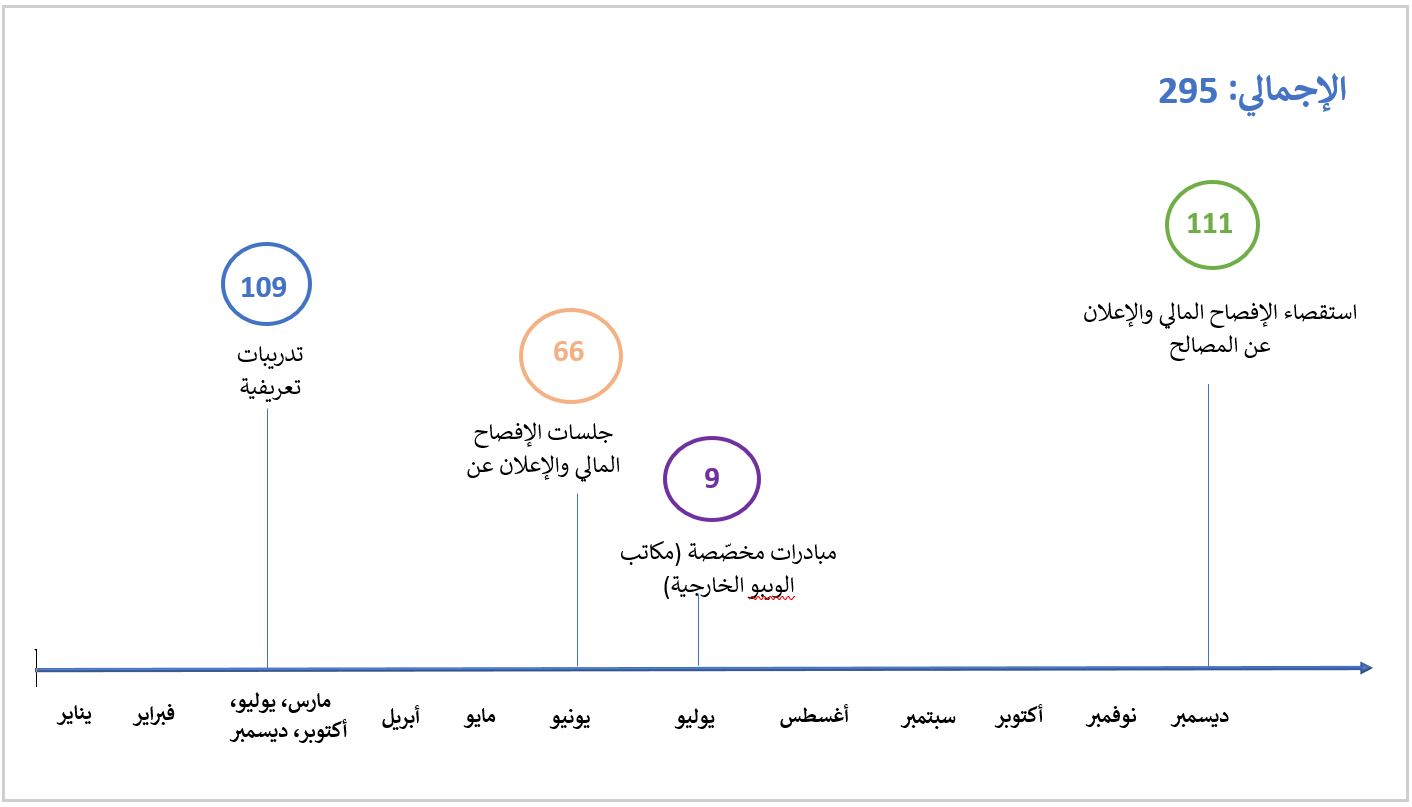 الإجمالي: 295
111
استقصاء الإفصاح المالي والإعلان
عن المصالح
109
تدريبات
تعريفية
66
جلسات الإفصاح
المالي والإعلان عن
9
مبادرات مخصّصة (مكاتب
الويبو الخارجية)
يناير
فبراير
مارس، يوليو،
أكتوبر، ديسمبر
أبريل
مايو
يونيو
يوليو
أغسطس
سبتمبر
أكتوبر
نوفمبر
ديسمبر